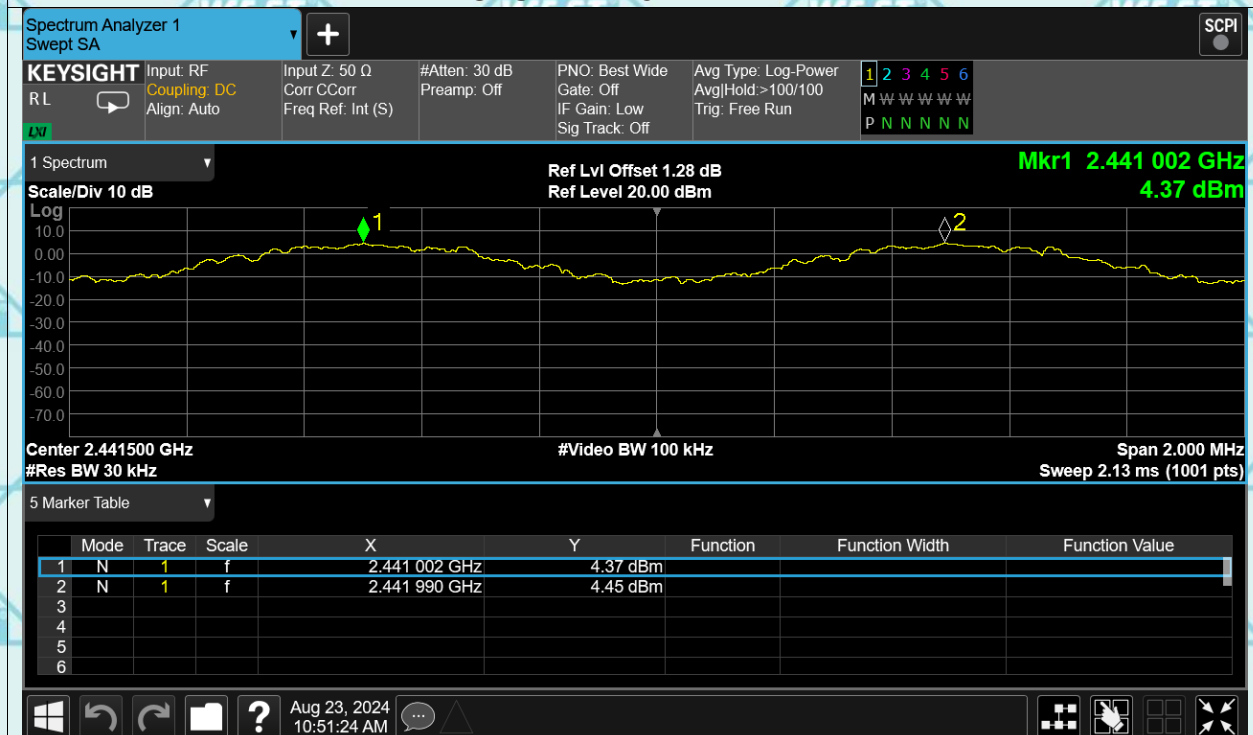 Spectrum Analyzer 1
Swept SA
+
SCPI
KEYSIGHT
RL
LXI
Input: RF
Coupling: DC
Align: Auto
Input Z: 50 Ω
Corr CCorr
Freq Ref: Int (S)
#Atten: 30 dB
Preamp: Off
PNO: Best Wide
Gate: Off
IF Gain: Low
Sig Track: Off
Avg Type: Log-Power
Avg|Hold:>100/100
Trig: Free Run
1 2 3 4 5 6
M W W W W W
P N N N N N
1 Spectrum
Scale/Div 10 dB
Ref Lvl Offset 1.28 dB
Ref Level 20.00 dBm
Mkr1 2.441 002 GHz
4.37 dBm
Log
10.0
0.00
-10.0
-20.0
-30.0
-40.0
-50.0
-60.0
-70.0
1
2
Center 2.441500 GHz
#Res BW 30 kHz
#Video BW 100 kHz
Span 2.000 MHz
Sweep 2.13 ms (1001 pts)
5 Marker Table
Mode Trace Scale X Y Function Function Width Function Value
1 N 1 f 2.441 002 GHz 4.37 dBm
2 N 1 f 2.441 990 GHz 4.45 dBm
3
4
5
6
?
Aug 23, 2024
10:51:24 AM